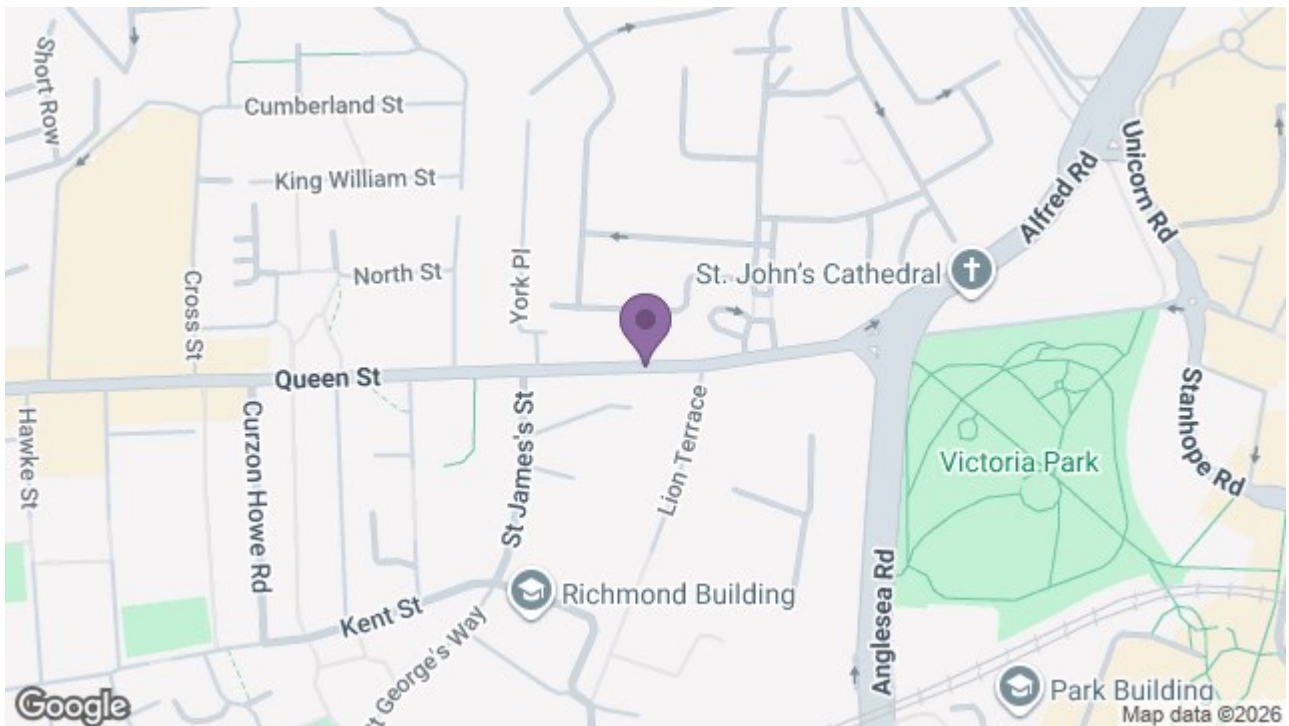 Short Row
Cumberland St
King William St
York Pl
North St
Cross St
St. John's Cathedral
Alfred Rd
Unicorn Rd
Queen St
Hawke St
Curzon Howe Rd
St James's St
Lion Terrace
Victoria Park
Stanhope Rd
Richmond Building
Kent St
St George's Way
Anglesea Rd
Park Building
Google
Map data ©2026